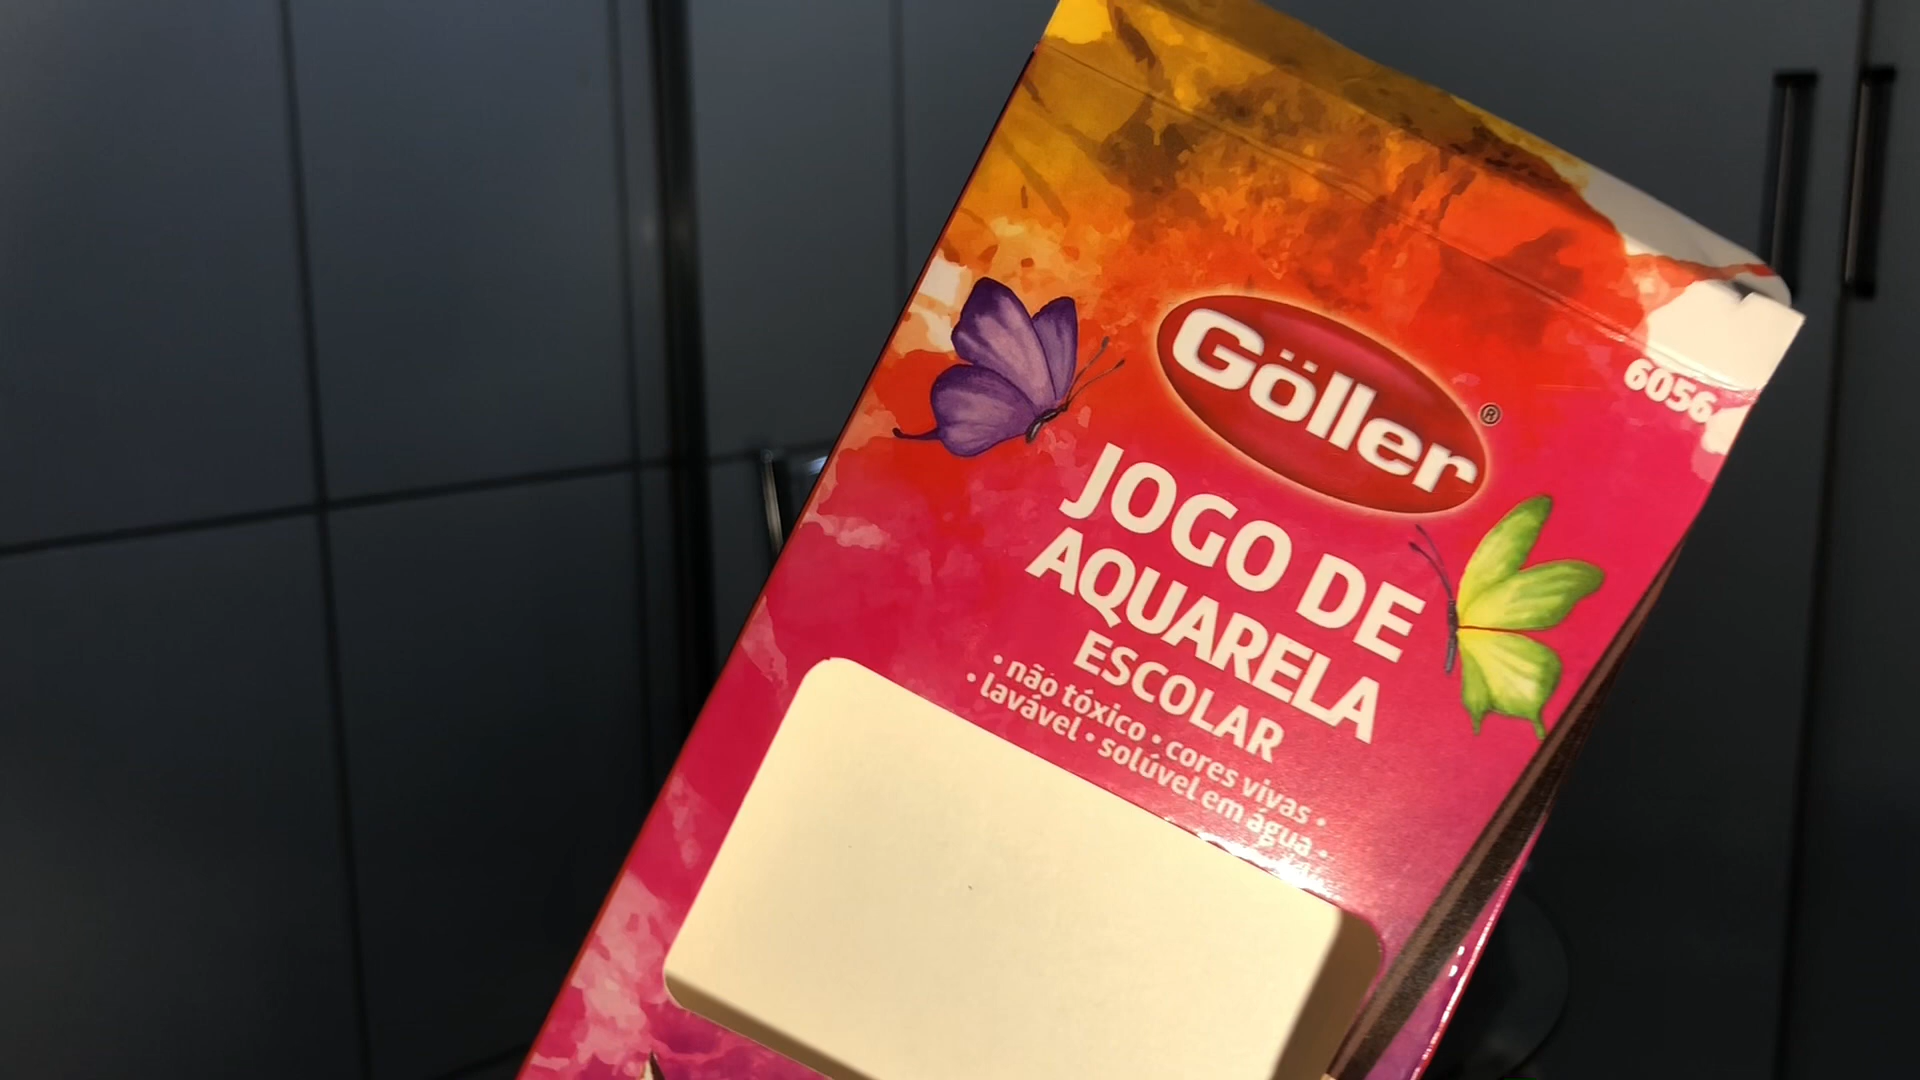 Göller®
6056
JOGO DE
AQUARELA
ESCOLAR
• não tóxico • cores vivas •
• lavável • solúvel em água •